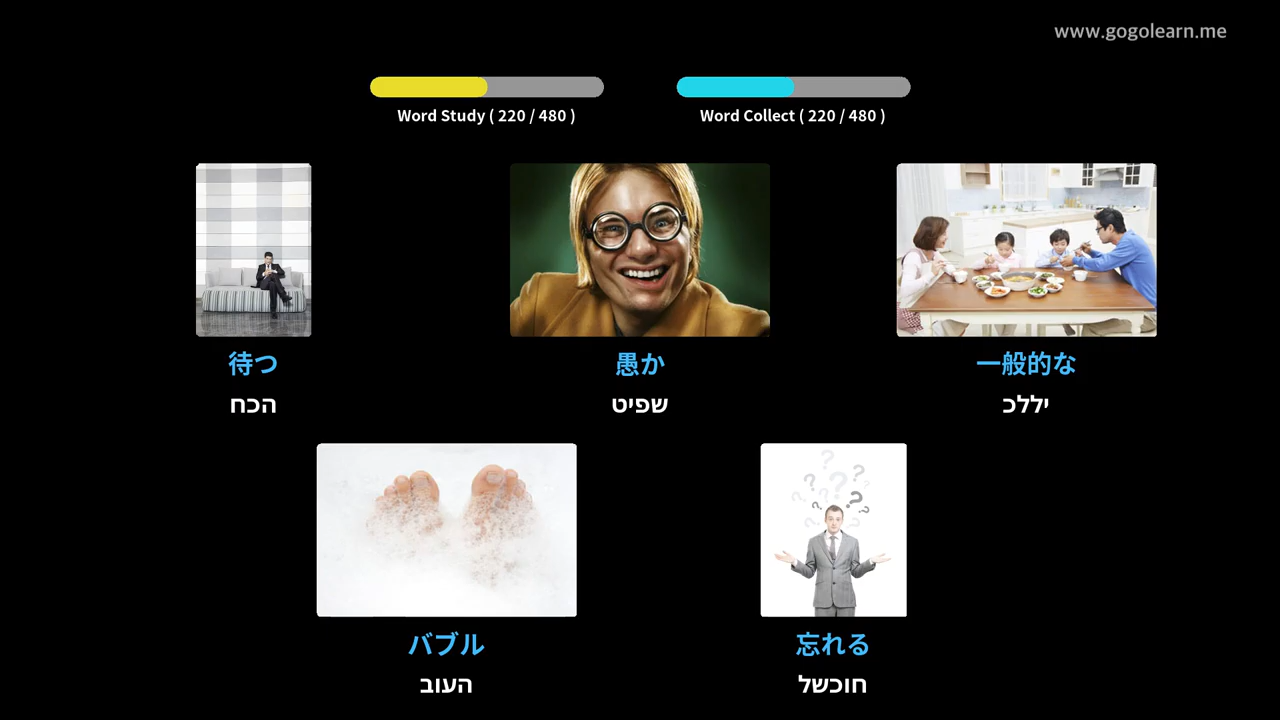 www.gogolearn.me
Word Study ( 220 / 480 )
Word Collect ( 220 / 480 )
待つ
愚か
一般的な
הכח
שפיט
יללכ
バブル
忘れる
העוב
חוכשל